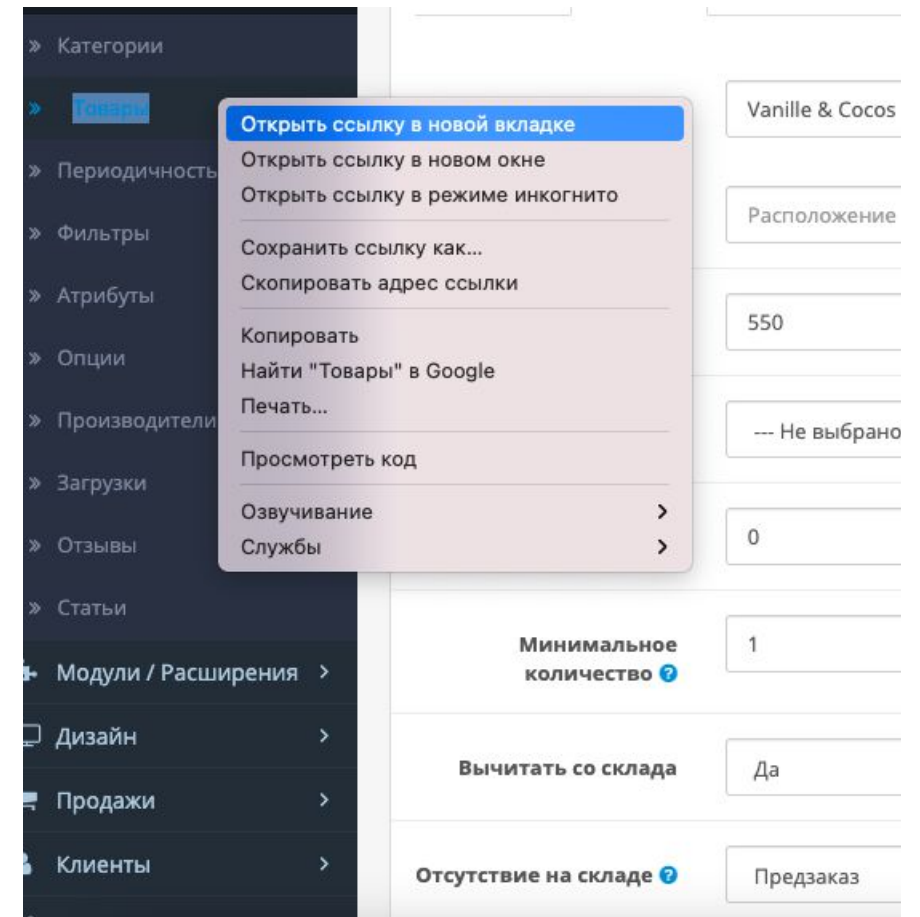 Категории
Товары
Периодичность
Фильтры
Атрибуты
Опции
Производители
Загрузки
Отзывы
Статьи
Модули / Расширения
Дизайн
Продажи
Клиенты
Открыть ссылку в новой вкладке
Открыть ссылку в новом окне
Открыть ссылку в режиме инкогнито
Сохранить ссылку как...
Скопировать адрес ссылки
Копировать
Найти "Товары" в Google
Печать...
Просмотреть код
Озвучивание
Службы
Vanille & Cocos
Расположение
550
--- Не выбрано
0
Минимальное
количество
1
Вычитать со склада
Да
Отсутствие на складе
Предзаказ